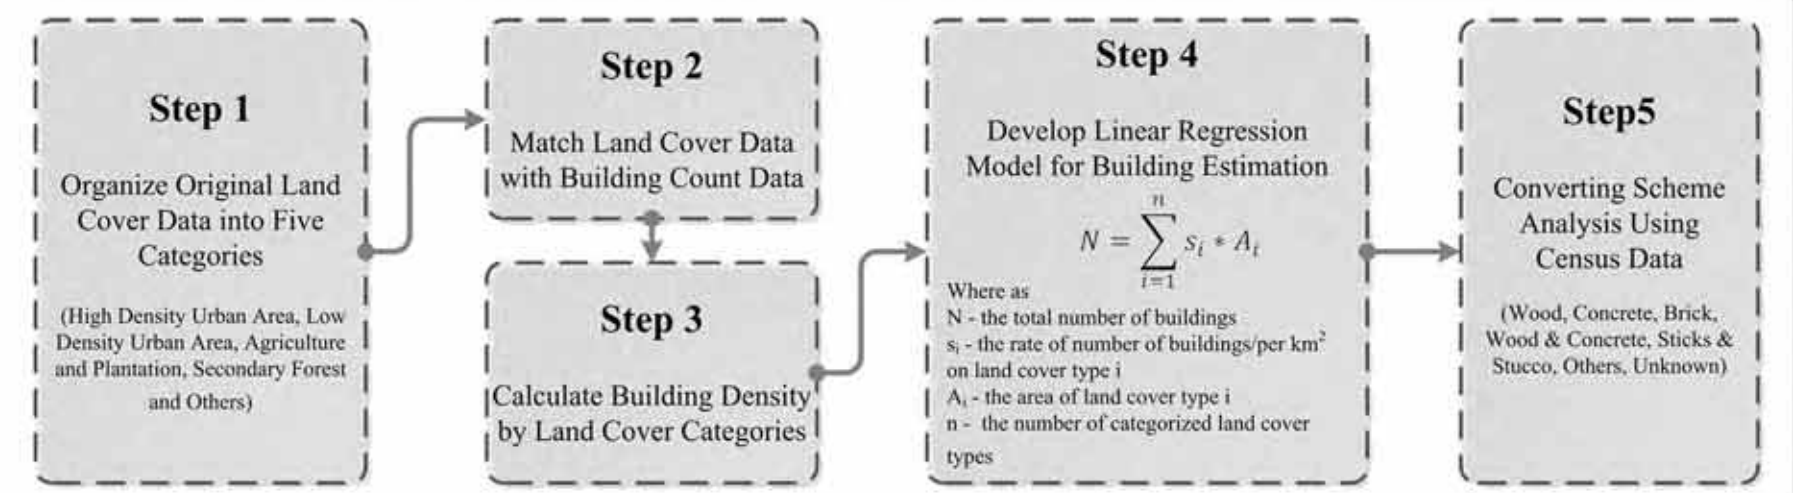 Step 1
Organize Original Land
Cover Data into Five
Categories
(High Density Urban Area, Low
Density Urban Area, Agriculture
and Plantation, Secondary Forest
and Others)
Step 2
Match Land Cover Data
with Building Count Data
Step 3
Calculate Building Density
by Land Cover Categories
Step 4
Develop Linear Regression
Model for Building Estimation
n
N = ∑ sᵢ * Aᵢ
i=1
Where as
N - the total number of buildings
sᵢ - the rate of number of buildings/per km²
on land cover type i
Aᵢ - the area of land cover type i
n - the number of categorized land cover
types
Step5
Converting Scheme
Analysis Using
Census Data
(Wood, Concrete, Brick,
Wood & Concrete, Sticks &
Stucco, Others, Unknown)